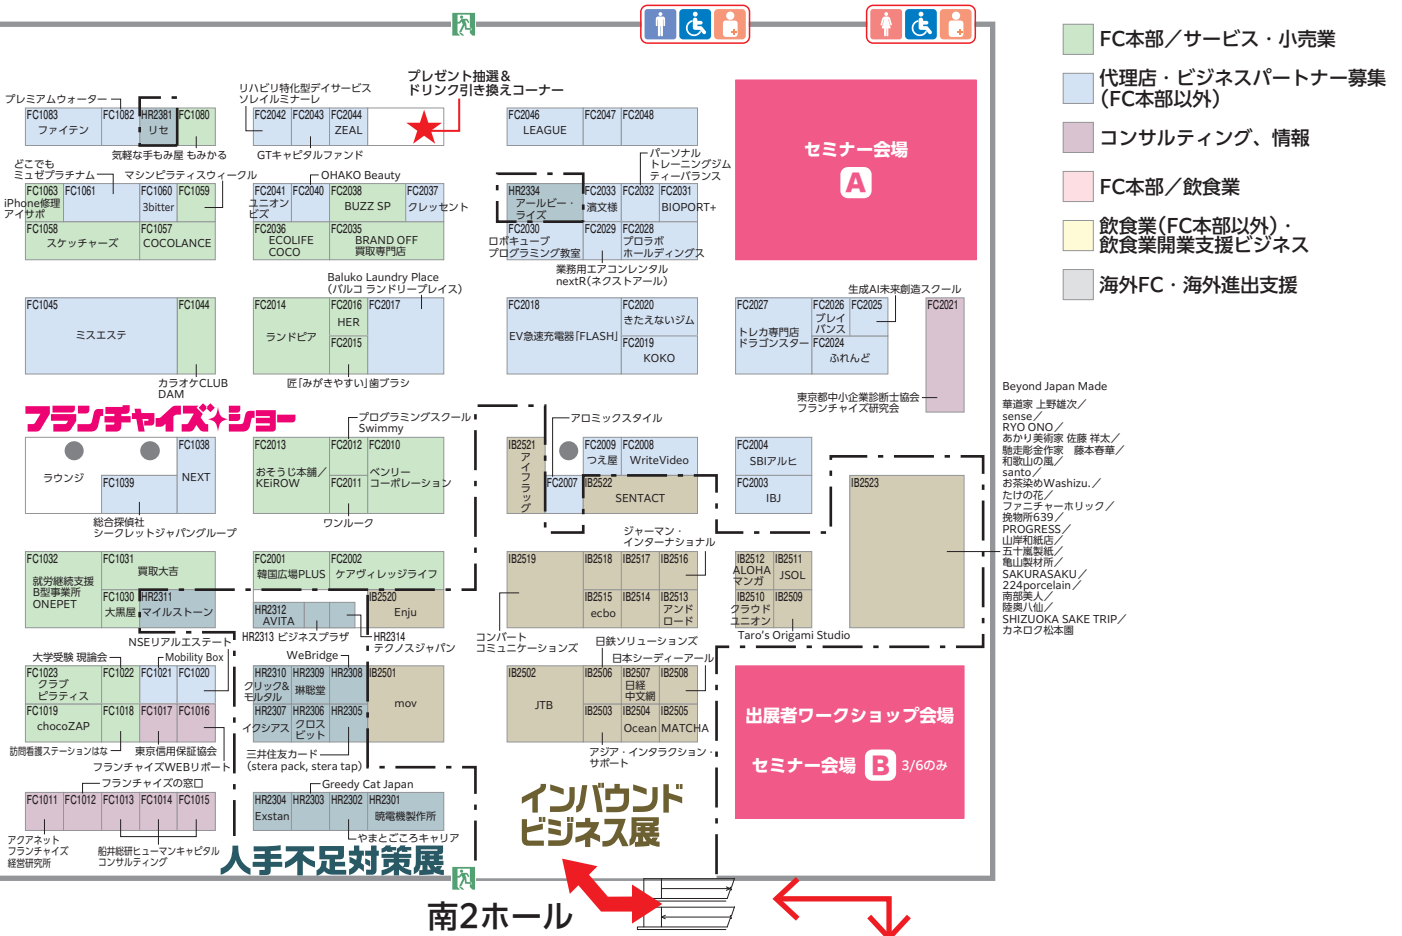 FC本部／サービス・小売業
代理店・ビジネスパートナー募集
(FC本部以外)
コンサルティング、情報
FC本部／飲食業
飲食業(FC本部以外)・
飲食業開業支援ビジネス
海外FC・海外進出支援
プレミアムウォーター
FC1083
ファイテン
FC1082
HR2381
リセ
FC1080
気軽な手もみ屋 もみかる
リハビリ特化型デイサービス
ソレイルミナーレ
FC2042
FC2043
FC2044
ZEAL
GTキャピタルファンド
プレゼント抽選&
ドリンク引き換えコーナー
FC2046
LEAGUE
FC2047
FC2048
セミナー会場
A
どこでも
ミュゼプラチナム
マシンピラティスウィークル
FC1063
iPhone修理
アイサポ
FC1061
FC1060
3bitter
FC1059
FC1058
スケッチャーズ
FC1057
COCOLANCE
OHAKO Beauty
FC2041
ユニオン
ビズ
FC2040
FC2038
BUZZ SP
FC2037
クレッセント
FC2036
ECOLIFE
COCO
FC2035
BRAND OFF
買取専門店
パーソナル
トレーニングジム
ティーバランス
HR2334
アールビー・
ライズ
FC2033
濱文様
FC2032
FC2031
BIOPORT+
FC2030
ロボキューブ
プログラミング教室
FC2029
FC2028
プロラボ
ホールディングス
業務用エアコンレンタル
nextR(ネクストアール)
FC1045
ミスエステ
FC1044
カラオケCLUB
DAM
Baluko Laundry Place
(バルコ ランドリープレイス)
FC2014
ランドピア
FC2016
HER
FC2015
FC2017
匠「みがきやすい」歯ブラシ
FC2018
EV急速充電器「FLASH」
FC2020
きたえないジム
FC2019
KOKO
生成AI未来創造スクール
FC2027
トレカ専門店
ドラゴンスター
FC2026
ブレイ
バンス
FC2025
FC2024
ふれんど
FC2021
東京都中小企業診断士協会
フランチャイズ研究会
フランチャイズ・ショー
ラウンジ
FC1038
NEXT
FC1039
総合探偵社
シークレットジャパングループ
プログラミングスクール
Swimmy
FC2013
おそうじ本舗／
KEiROW
FC2012
FC2011
FC2010
ベンリー
コーポレーション
ワンルーク
アロミックスタイル
IB2521
アイフラッグ
FC2009
つえ屋
FC2008
WriteVideo
FC2007
IB2522
SENTACT
FC2004
SBIアルヒ
FC2003
IBJ
IB2523
Beyond Japan Made
華道家 上野雄次／
sense／
RYO ONO／
あかり美術家 佐藤 祥太／
馳走彫金作家　藤本春華／
和歌山の風／
santo／
お茶染めWashizu.／
たけの花／
ファニチャーホリック／
挽物所639／
PROGRESS／
山岸和紙店／
五十嵐製紙／
亀山製材所／
SAKURASAKU／
224porcelain／
南部美人／
陸奥八仙／
SHIZUOKA SAKE TRIP／
カネロク松本園
FC1032
就労継続支援
B型事業所
ONEPET
FC1031
買取大吉
FC1030
大黒屋
HR2311
マイルストーン
FC2001
韓国広場PLUS
FC2002
ケアヴィレッジライフ
HR2312
AVITA
IB2520
Enju
HR2313 ビジネスプラザ
HR2314
テクノスジャパン
ジャーマン・
インターナショナル
IB2519
IB2518
IB2517
IB2516
IB2515
ecbo
IB2514
IB2513
アンド
ロード
コンパート
コミュニケーションズ
IB2512
ALOHA
マンガ
IB2511
JSOL
IB2510
クラウド
ユニオン
IB2509
Taro's Origami Studio
NSEリアルエステート
大学受験 現論会
Mobility Box
FC1023
クラブ
ピラティス
FC1022
FC1021
FC1020
FC1019
chocoZAP
FC1018
FC1017
FC1016
訪問看護ステーションはな
東京信用保証協会
フランチャイズWEBリポート
WeBridge
HR2310
クリック&
モルタル
HR2309
琳聡堂
HR2308
IB2501
mov
HR2307
イクシアス
HR2306
クロス
ビット
HR2305
三井住友カード
(stera pack, stera tap)
日鉄ソリューションズ
日本シーディーアール
IB2502
JTB
IB2506
IB2507
日経
中文網
IB2508
IB2503
IB2504
Ocean
IB2505
MATCHA
アジア・インタラクション・
サポート
出展者ワークショップ会場
セミナー会場 B 3/6のみ
フランチャイズの窓口
FC1011
FC1012
FC1013
FC1014
FC1015
アクアネット
フランチャイズ
経営研究所
船井総研ヒューマンキャピタル
コンサルティング
Greedy Cat Japan
HR2304
Exstan
HR2303
HR2302
HR2301
暁電機製作所
やまとごころキャリア
人手不足対策展
インバウンド
ビジネス展
南2ホール